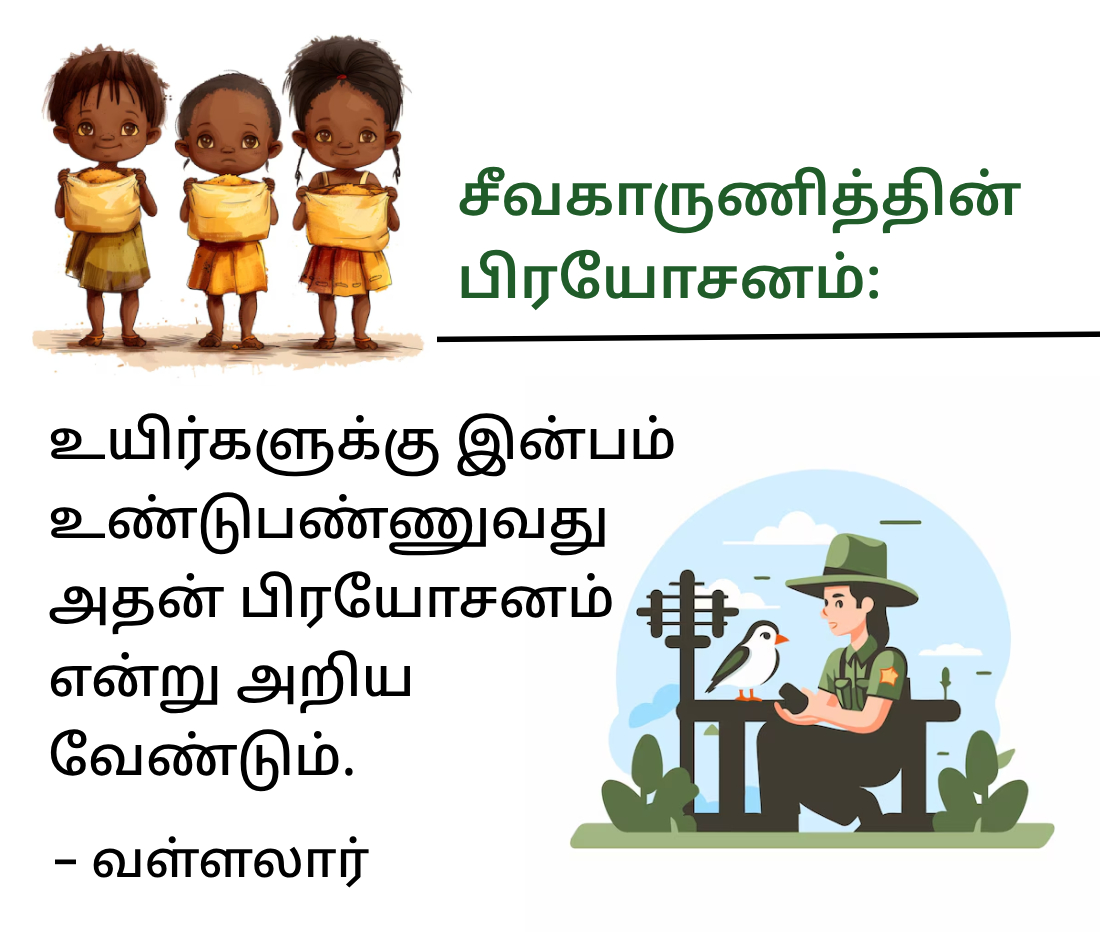 சீவகாருணித்தின்
பிரயோசனம்:
உயிர்களுக்கு இன்பம்
உண்டுபண்ணுவது
அதன் பிரயோசனம்
என்று அறிய
வேண்டும்.
– வள்ளலார்